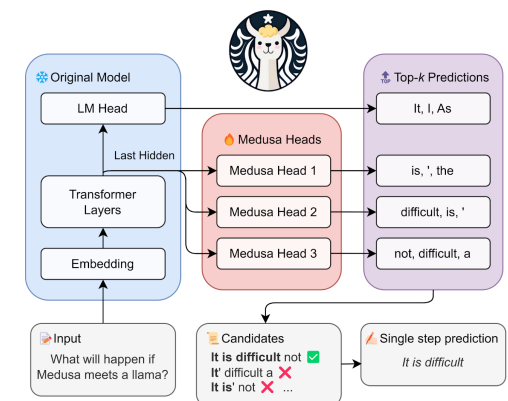 Original Model
TOP Top-k Predictions
LM Head
It, I, As
Medusa Heads
Last Hidden
Medusa Head 1
is, ', the
Transformer
Layers
Medusa Head 2
difficult, is, '
Medusa Head 3
not, difficult, a
Embedding
Input
What will happen if
Medusa meets a llama?
Candidates
It is difficult not
It' difficult a
It is' not ...
Single step prediction
It is difficult